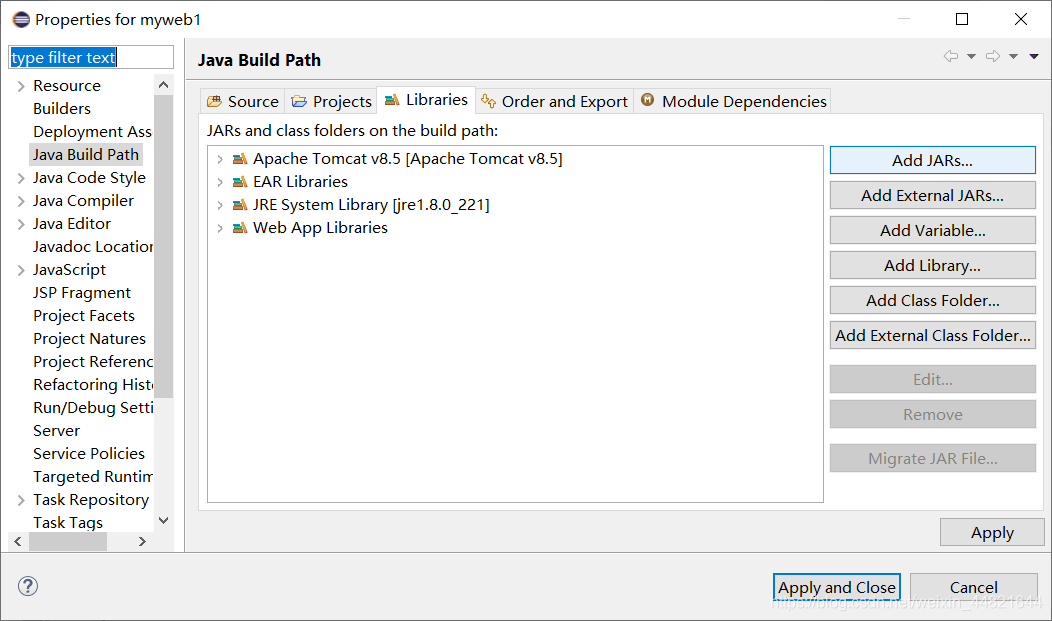 Properties for myweb1
type filter text
Resource
Builders
Deployment Ass
Java Build Path
Java Code Style
Java Compiler
Java Editor
Javadoc Location
JavaScript
JSP Fragment
Project Facets
Project Natures
Project Referenc
Refactoring Histo
Run/Debug Setti
Server
Service Policies
Targeted Runtim
Task Repository
Task Tags
Java Build Path
Source
Projects
Libraries
Order and Export
Module Dependencies
JARs and class folders on the build path:
Apache Tomcat v8.5 [Apache Tomcat v8.5]
EAR Libraries
JRE System Library [jre1.8.0_221]
Web App Libraries
Add JARs...
Add External JARs...
Add Variable...
Add Library...
Add Class Folder...
Add External Class Folder...
Edit...
Remove
Migrate JAR File...
Apply
Apply and Close
Cancel
https://blog.csdn.net/weixin_44821644